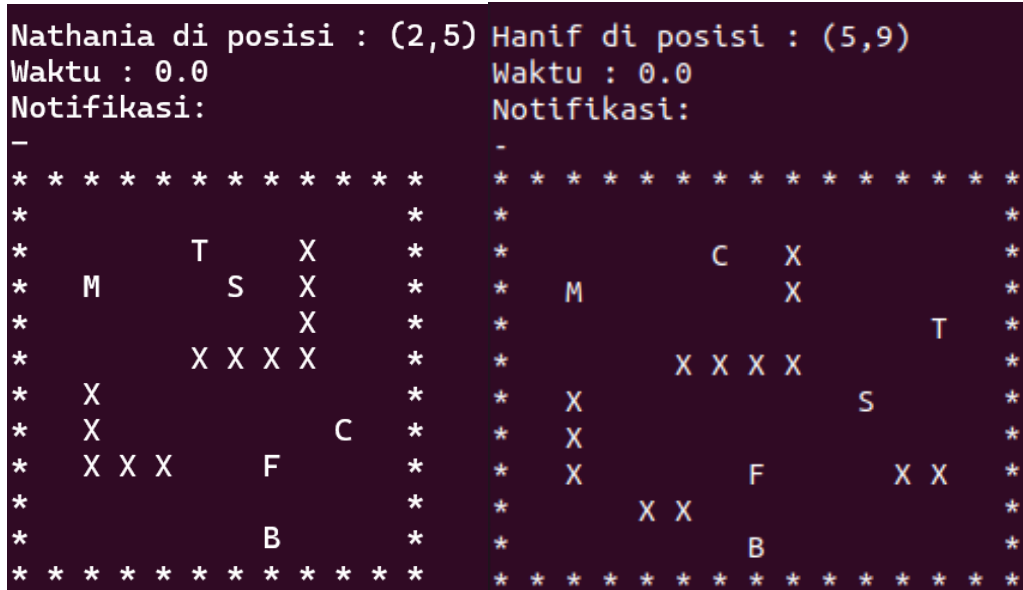 Nathania di posisi : (2,5)
Waktu : 0.0
Notifikasi:
-
* * * * * * * * * * * *
*                     *
*         T     X     *
*   M       S   X     *
*               X     *
*         X X X X     *
*   X                 *
*   X             C   *
*   X X X     F       *
*                     *
*             B       *
* * * * * * * * * * * *
Hanif di posisi : (5,9)
Waktu : 0.0
Notifikasi:
-
* * * * * * * * * * * * * * *
*                           *
*           C   X           *
*   M           X           *
*                       T   *
*         X X X X           *
*   X               S       *
*   X                       *
*   X         F       X X   *
*       X X                 *
*             B             *
* * * * * * * * * * * * * * *